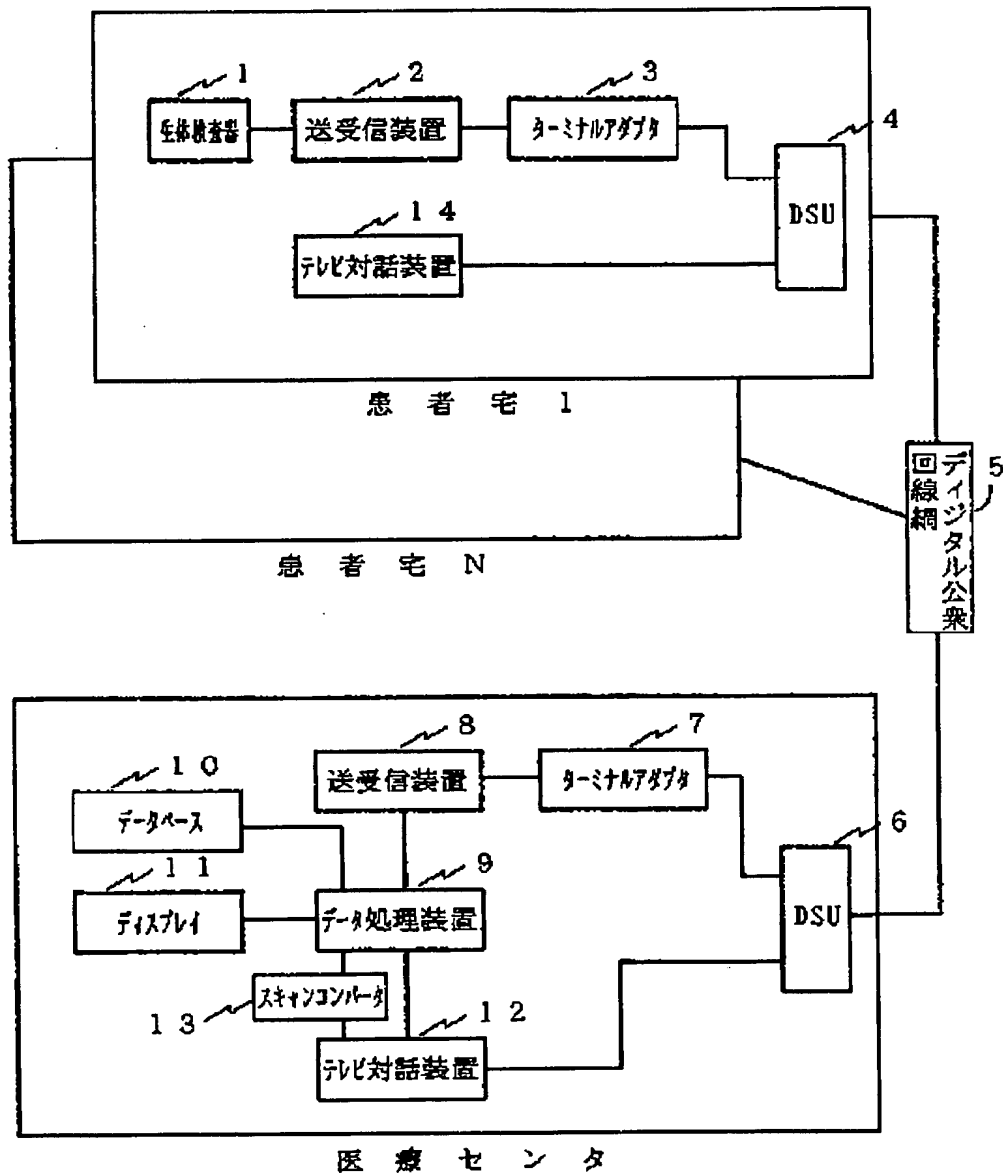 1
2
3
4
生体検査器
送受信装置
ターミナルアダプタ
DSU
14
テレビ対話装置
患者宅1
患者宅N
ディジタル公衆
回線網
5
8
7
送受信装置
ターミナルアダプタ
10
データベース
6
11
9
ディスプレイ
データ処理装置
DSU
スキャンコンバータ
13
12
テレビ対話装置
医療センタ